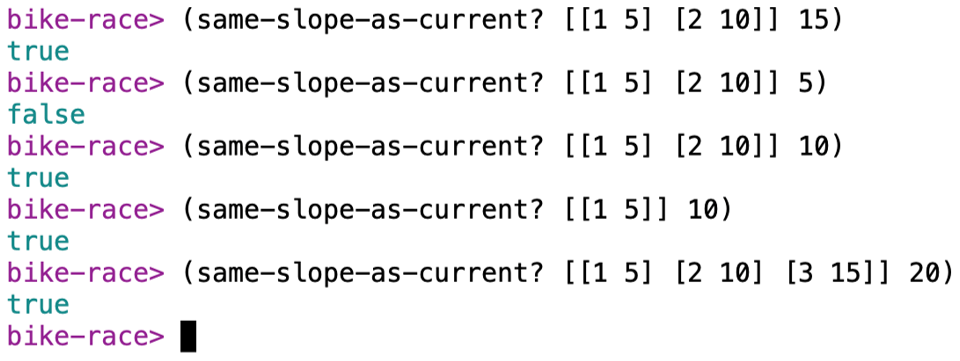 bike-race> (same-slope-as-current? [[1 5] [2 10]] 15)
true
bike-race> (same-slope-as-current? [[1 5] [2 10]] 5)
false
bike-race> (same-slope-as-current? [[1 5] [2 10]] 10)
true
bike-race> (same-slope-as-current? [[1 5]] 10)
true
bike-race> (same-slope-as-current? [[1 5] [2 10] [3 15]] 20)
true
bike-race>